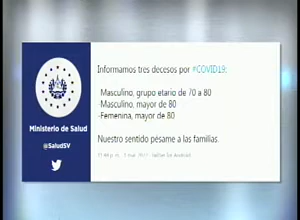 Informamos tres decesos por #COVID19:
-Masculino, grupo etario de 70 a 80
-Masculino, mayor de 80
-Femenina, mayor de 80
Nuestro sentido pésame a las familias.
Ministerio de Salud
@SaludSV